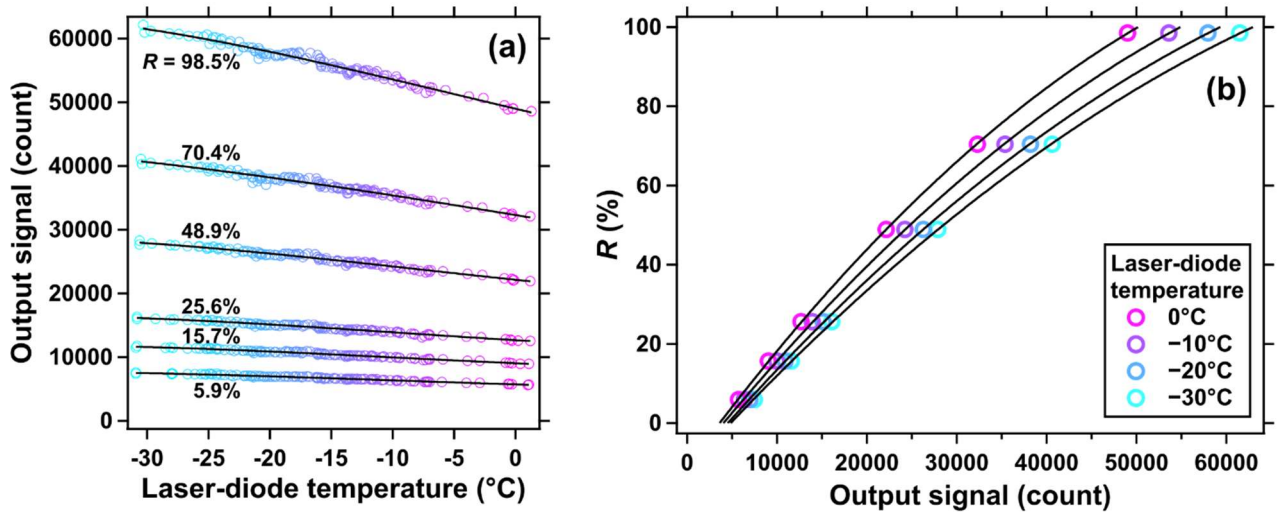 (a)
Output signal (count)
60000
50000
40000
30000
20000
10000
0
R = 98.5%
70.4%
48.9%
25.6%
15.7%
5.9%
-30 -25 -20 -15 -10 -5 0
Laser-diode temperature (°C)
(b)
R (%)
100
80
60
40
20
0
Laser-diode
temperature
0°C
−10°C
−20°C
−30°C
0 10000 20000 30000 40000 50000 60000
Output signal (count)